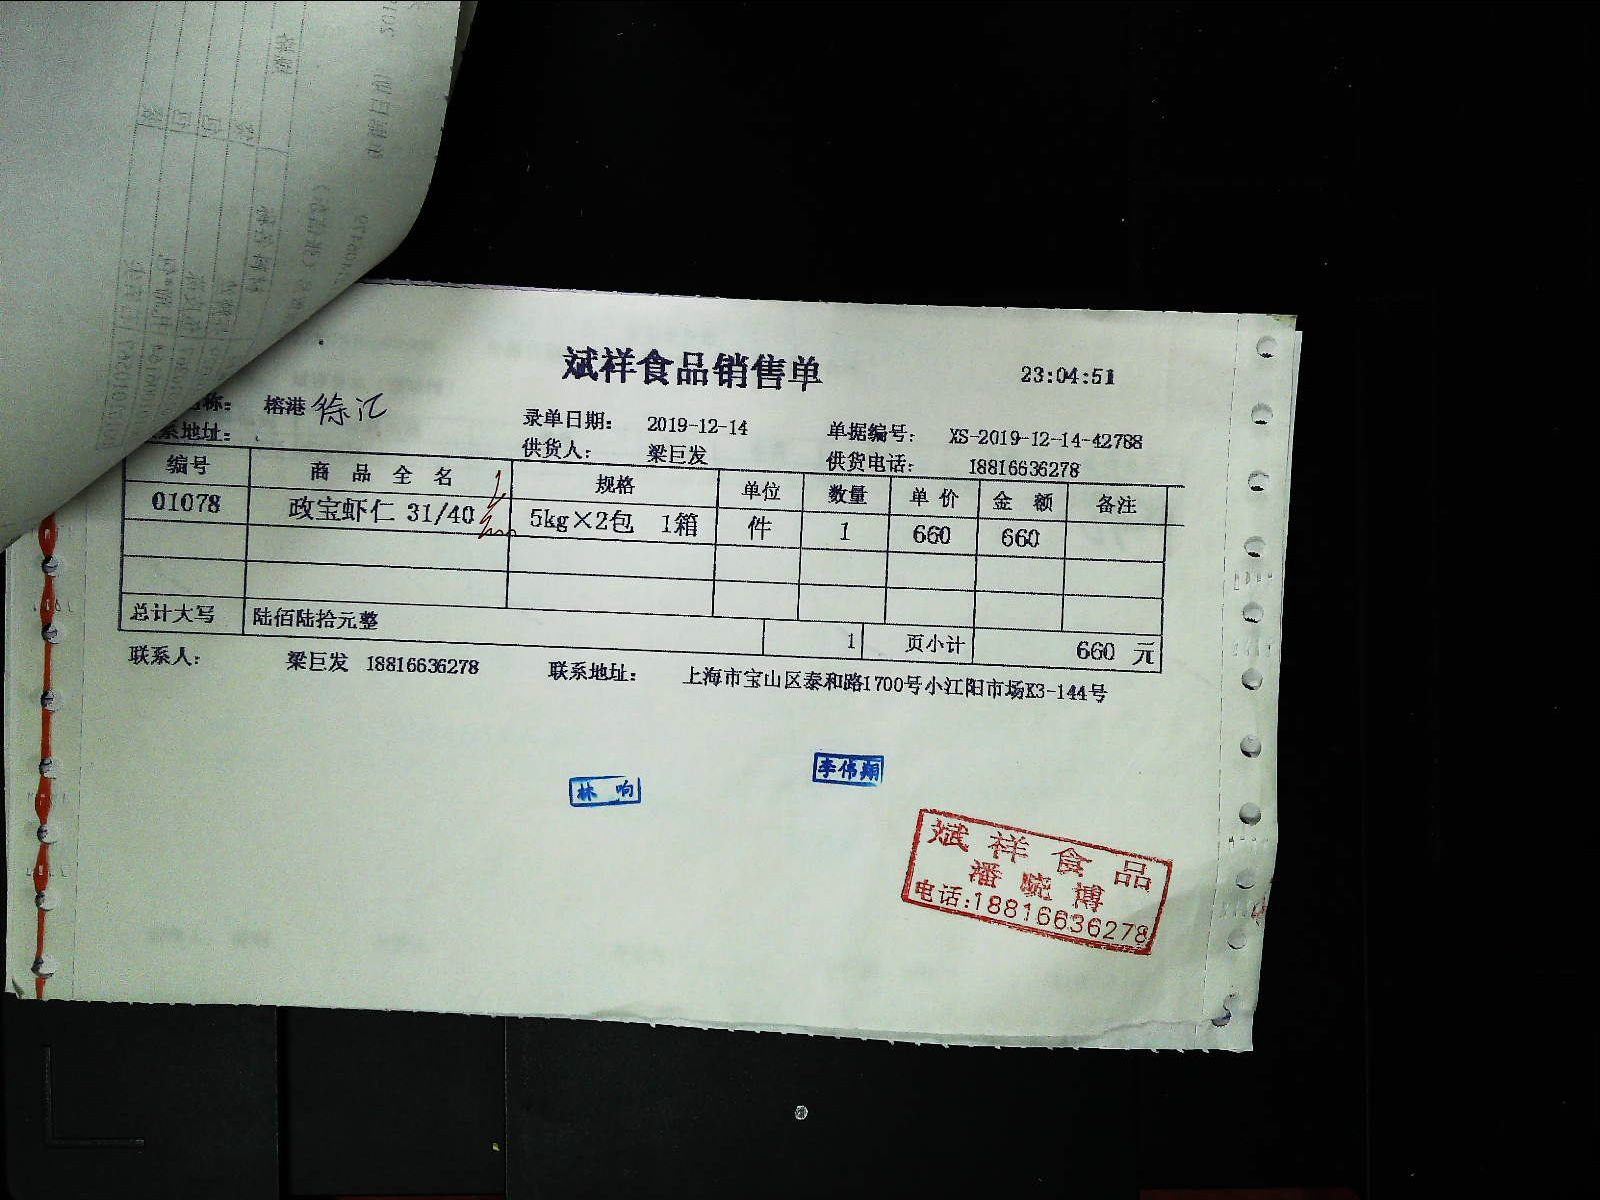 斌祥食品销售单
23:04:51
称： 榕港 徐汇
录单日期： 2019-12-14 单据编号： XS-2019-12-14-42788
系地址： 供货人： 梁巨发 供货电话： 18816636278
编号 商品全名 规格 单位 数量 单价 金额 备注
01078 政宝虾仁 31/40 5kg×2包 1箱 件 1 660 660
总计大写 陆佰陆拾元整 1 页小计 660 元
联系人： 梁巨发 18816636278 联系地址： 上海市宝山区泰和路1700号小江阳市场K3-144号
李伟翔
林响
斌祥食品
潘晓博
电话:18816636278